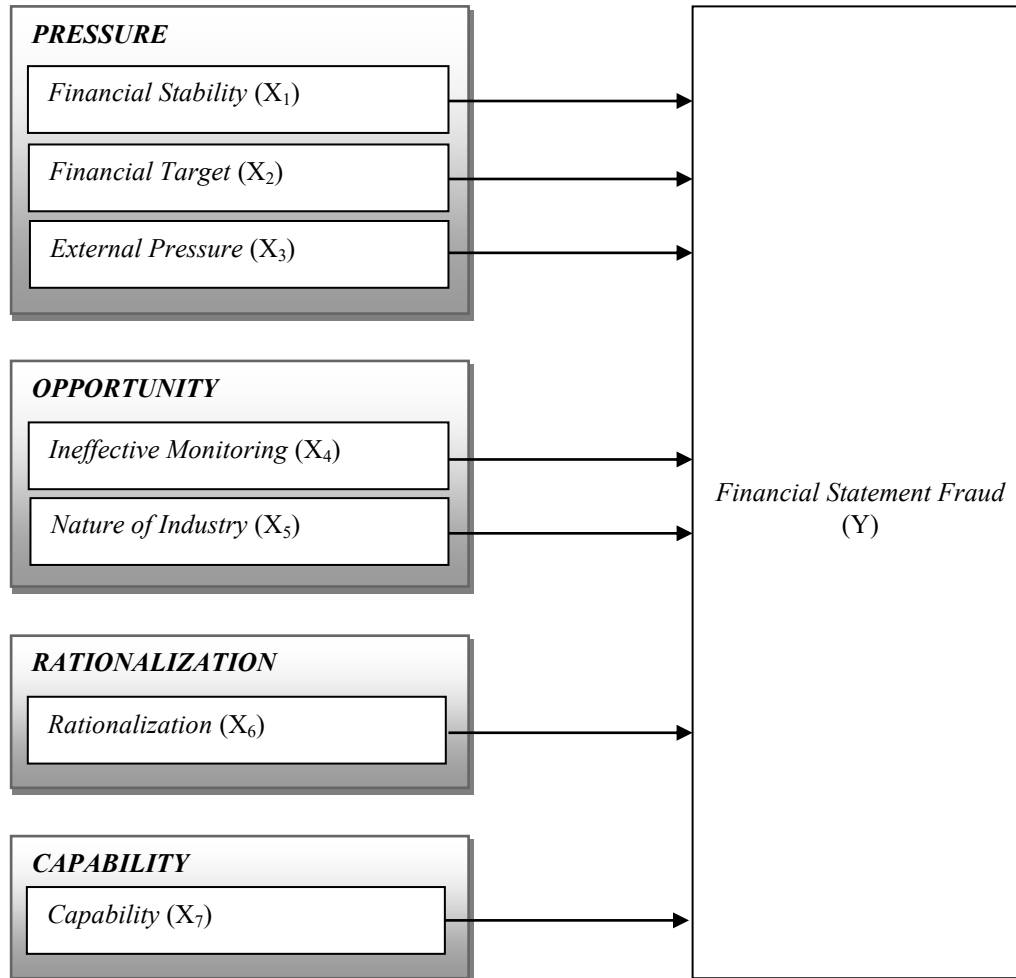 PRESSURE
Financial Stability (X₁)
Financial Target (X₂)
External Pressure (X₃)
OPPORTUNITY
Ineffective Monitoring (X₄)
Nature of Industry (X₅)
RATIONALIZATION
Rationalization (X₆)
CAPABILITY
Capability (X₇)
Financial Statement Fraud
(Y)